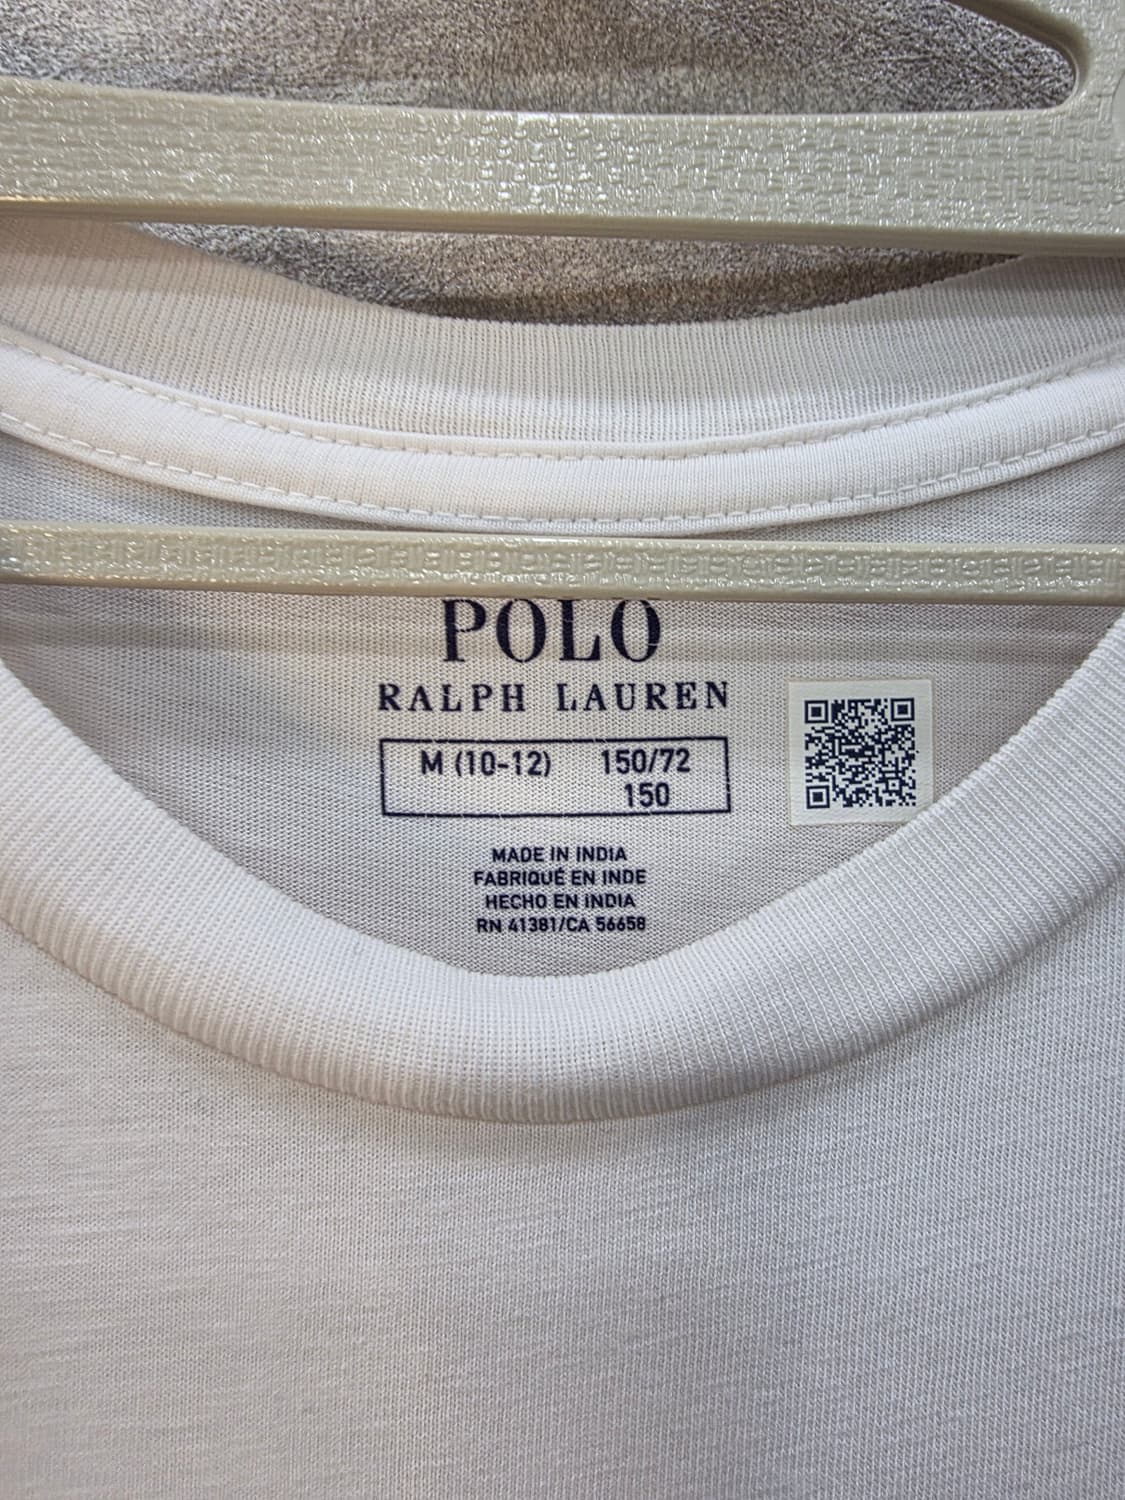 POLO
RALPH LAUREN
M (10-12) 150/72
150
MADE IN INDIA
FABRIQUÉ EN INDE
HECHO EN INDIA
RN 41381/CA 56658